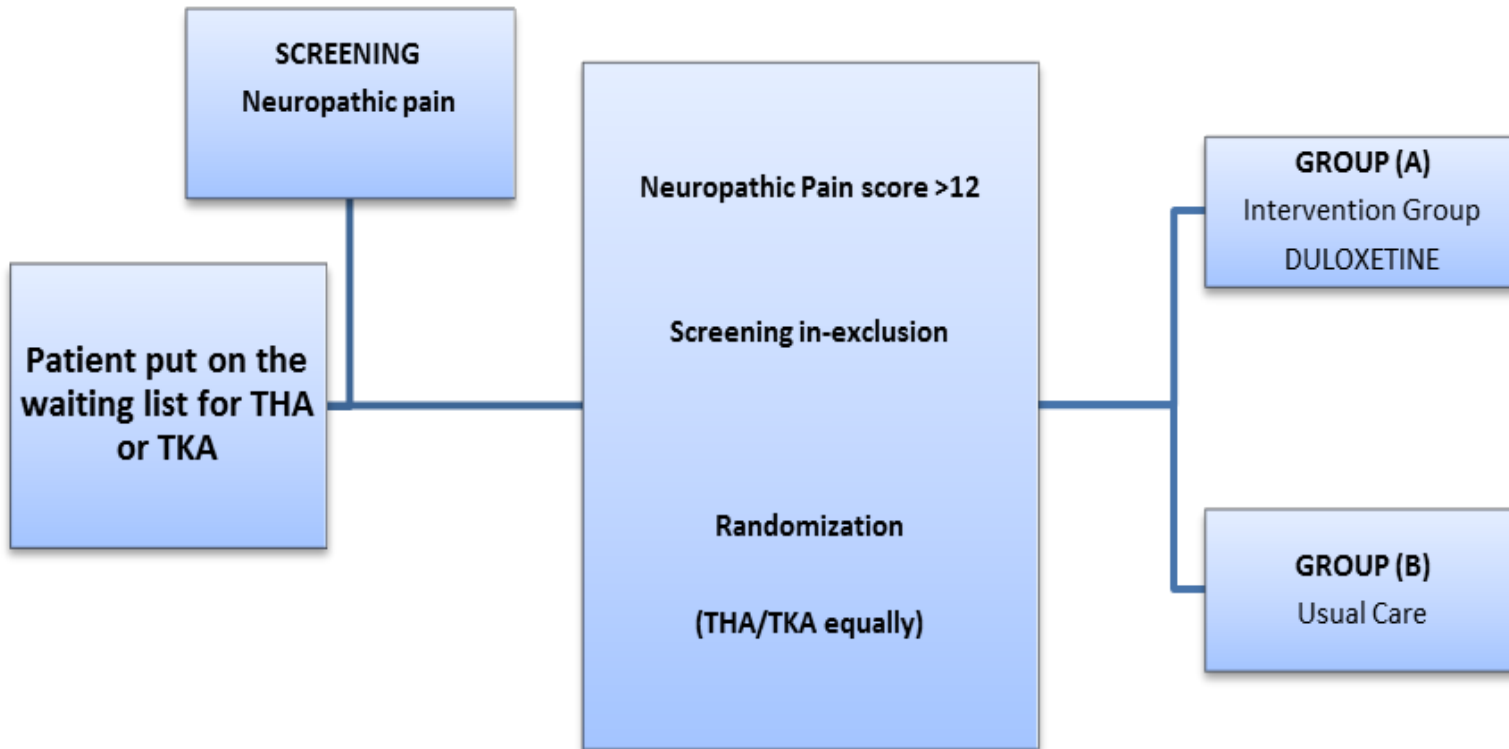 SCREENING
Neuropathic pain
Patient put on the
waiting list for THA
or TKA
Neuropathic Pain score >12
Screening in-exclusion
Randomization
(THA/TKA equally)
GROUP (A)
Intervention Group
DULOXETINE
GROUP (B)
Usual Care